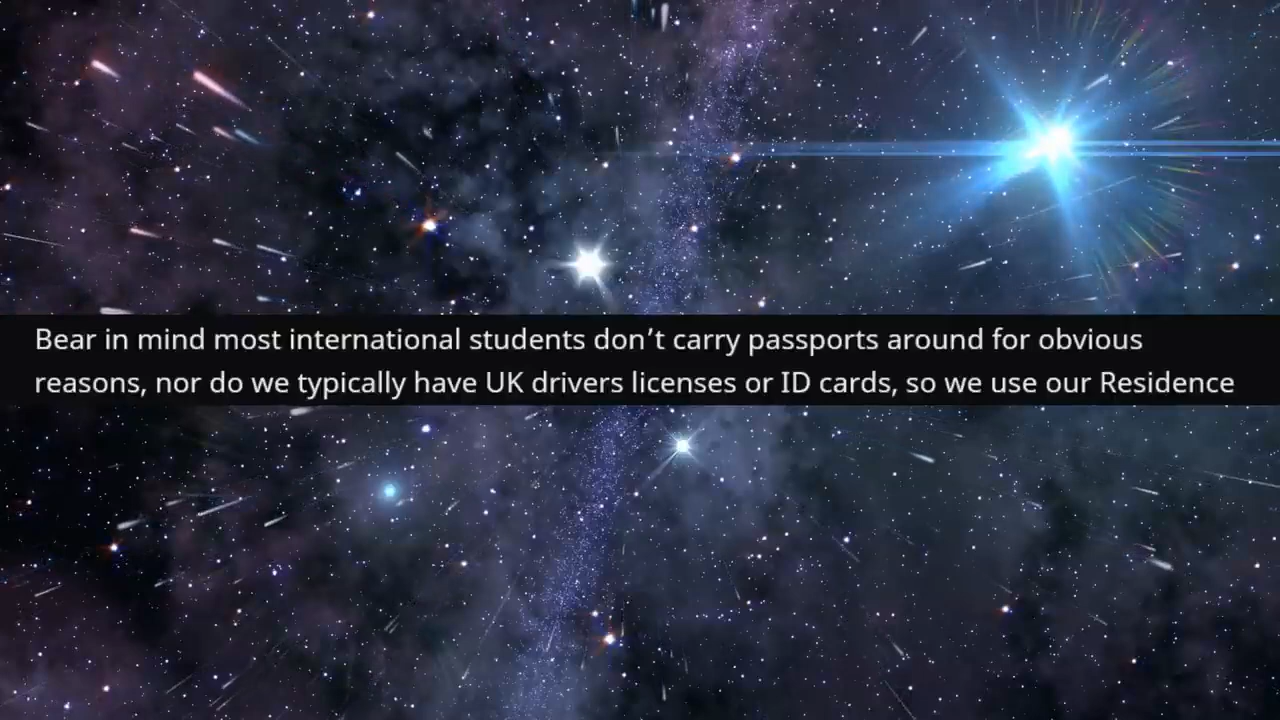 Bear in mind most international students don’t carry passports around for obvious
reasons, nor do we typically have UK drivers licenses or ID cards, so we use our Residence